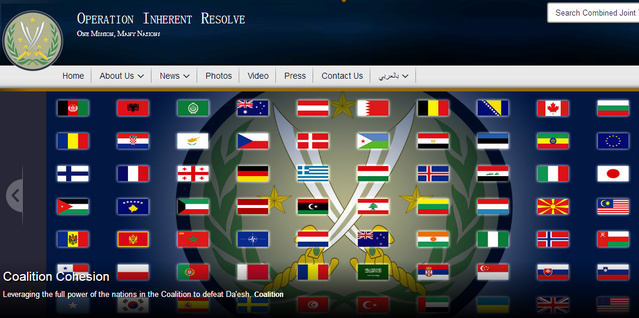 Operation Inherent Resolve
One Mission, Many Nations
Search Combined Joint
Home About Us News Photos Video Press Contact Us بالعربي
Coalition Cohesion
Leveraging the full power of the nations in the Coalition to defeat Da'esh. Coalition